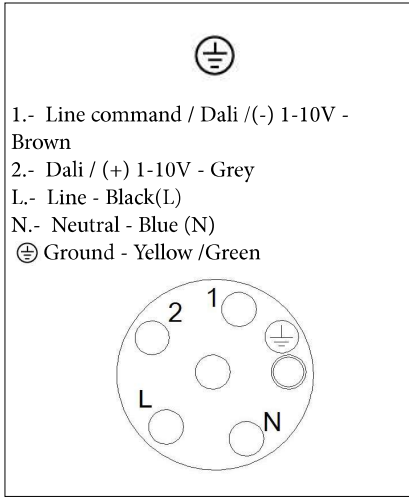 1.- Line command / Dali /(-) 1-10V -
Brown
2.- Dali / (+) 1-10V - Grey
L.- Line - Black(L)
N.- Neutral - Blue (N)
Ground - Yellow /Green
1
2
L
N